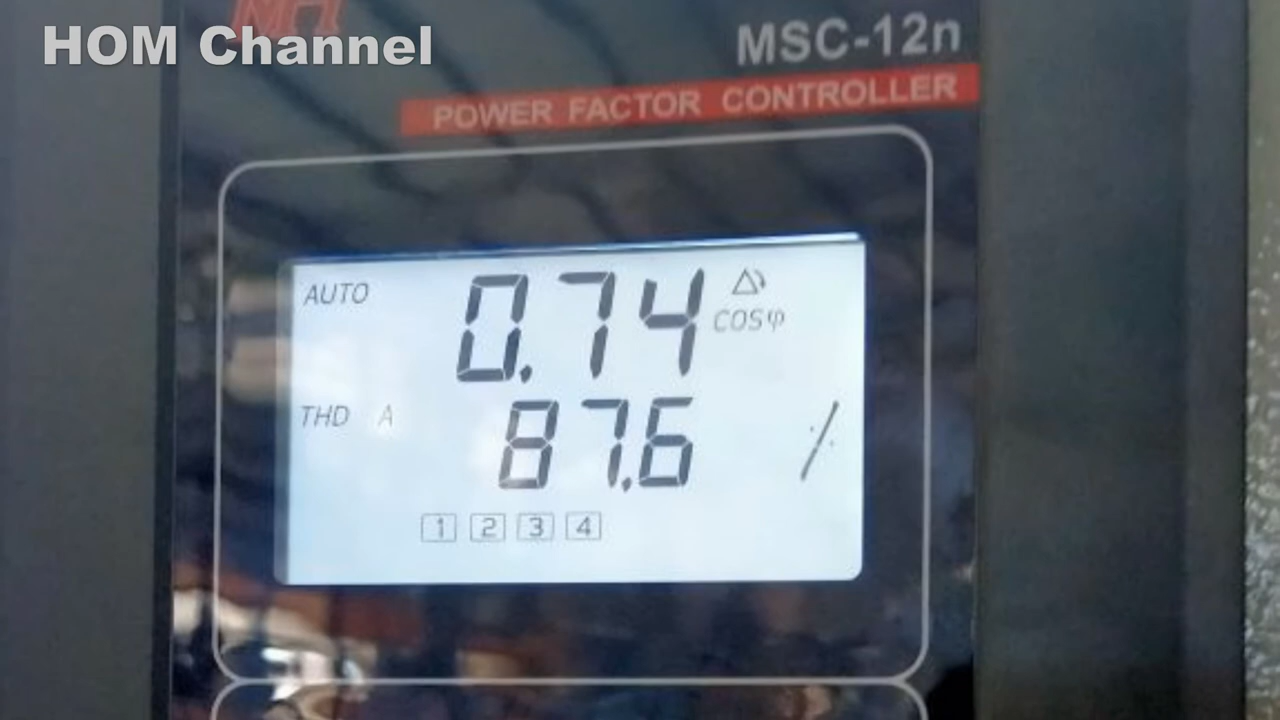 HOM Channel
MSC-12n
POWER FACTOR CONTROLLER
AUTO 0.74 COSφ
THD A 87.6 %
1 2 3 4